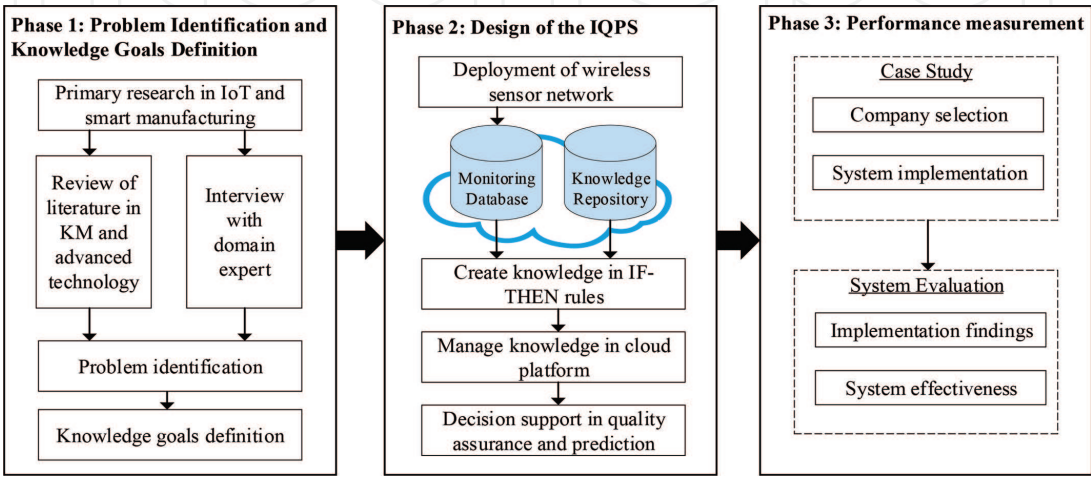 Phase 1: Problem Identification and
Knowledge Goals Definition
Primary research in IoT and
smart manufacturing
Review of
literature in
KM and
advanced
technology
Interview
with
domain
expert
Problem identification
Knowledge goals definition
Phase 2: Design of the IQPS
Deployment of wireless
sensor network
Monitoring
Database
Knowledge
Repository
Create knowledge in IF-
THEN rules
Manage knowledge in cloud
platform
Decision support in quality
assurance and prediction
Phase 3: Performance measurement
Case Study
Company selection
System implementation
System Evaluation
Implementation findings
System effectiveness